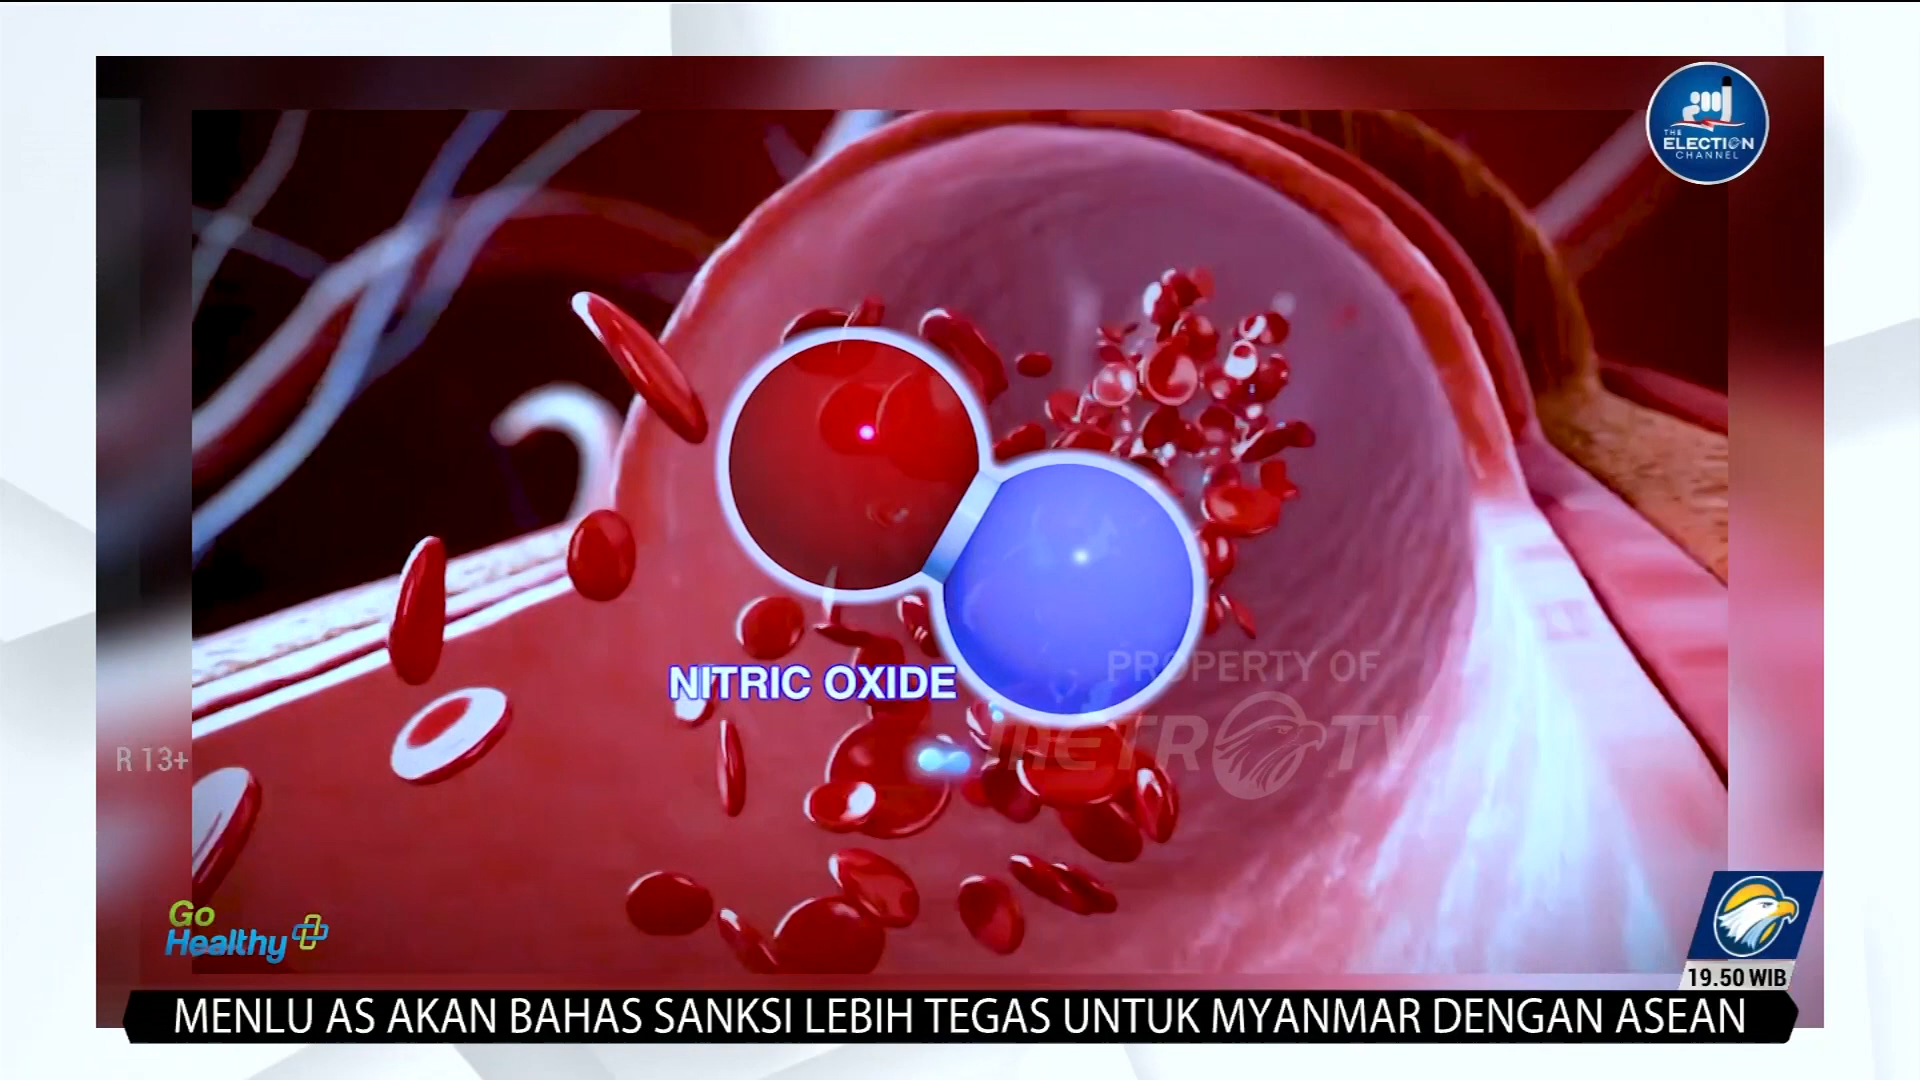 THE
ELECTION
CHANNEL
NITRIC OXIDE
PROPERTY OF
METRO TV
R 13+
Go
Healthy
19.50 WIB
MENLU AS AKAN BAHAS SANKSI LEBIH TEGAS UNTUK MYANMAR DENGAN ASEAN